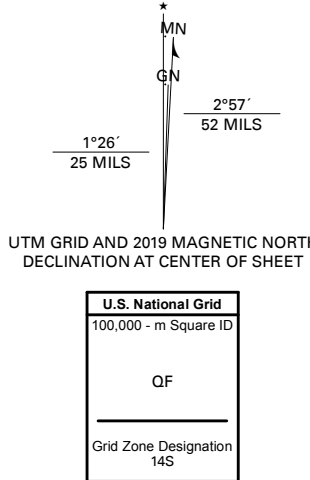 MN
GN
2°57´
52 MILS
1°26´
25 MILS
UTM GRID AND 2019 MAGNETIC NORTH
DECLINATION AT CENTER OF SHEET
U.S. National Grid
100,000 - m Square ID
QF
Grid Zone Designation
14S